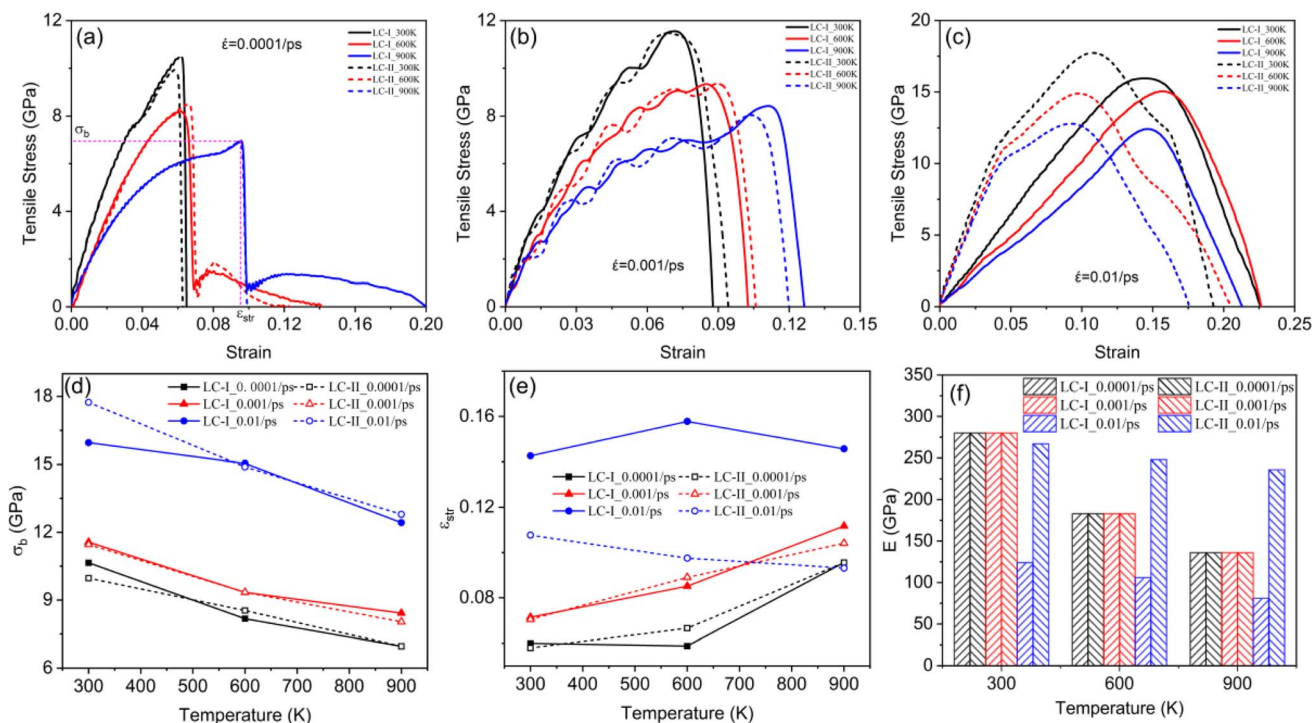 (a)
ε̇=0.0001/ps
LC-I_300K
LC-I_600K
LC-I_900K
LC-II_300K
LC-II_600K
LC-II_900K
σb
εstr
12
8
4
0
0.00 0.04 0.08 0.12 0.16 0.20
Tensile Stress (GPa)
Strain
(b)
ε̇=0.001/ps
LC-I_300K
LC-I_600K
LC-I_900K
LC-II_300K
LC-II_600K
LC-II_900K
12
8
4
0
0.00 0.03 0.06 0.09 0.12 0.15
Tensile Stress (GPa)
Strain
(c)
ε̇=0.01/ps
LC-I_300K
LC-I_600K
LC-I_900K
LC-II_300K
LC-II_600K
LC-II_900K
20
15
10
5
0
0.00 0.05 0.10 0.15 0.20 0.25
Tensile Stress (GPa)
Strain
(d)
LC-I_0.0001/ps LC-II_0.0001/ps
LC-I_0.001/ps LC-II_0.001/ps
LC-I_0.01/ps LC-II_0.01/ps
18
15
12
9
6
300 400 500 600 700 800 900
σb (GPa)
Temperature (K)
(e)
LC-I_0.0001/ps LC-II_0.0001/ps
LC-I_0.001/ps LC-II_0.001/ps
LC-I_0.01/ps LC-II_0.01/ps
0.16
0.12
0.08
300 400 500 600 700 800 900
εstr
Temperature (K)
(f)
LC-I_0.0001/ps LC-II_0.0001/ps
LC-I_0.001/ps LC-II_0.001/ps
LC-I_0.01/ps LC-II_0.01/ps
350
300
250
200
150
100
50
0
300 600 900
E (GPa)
Temperature (K)